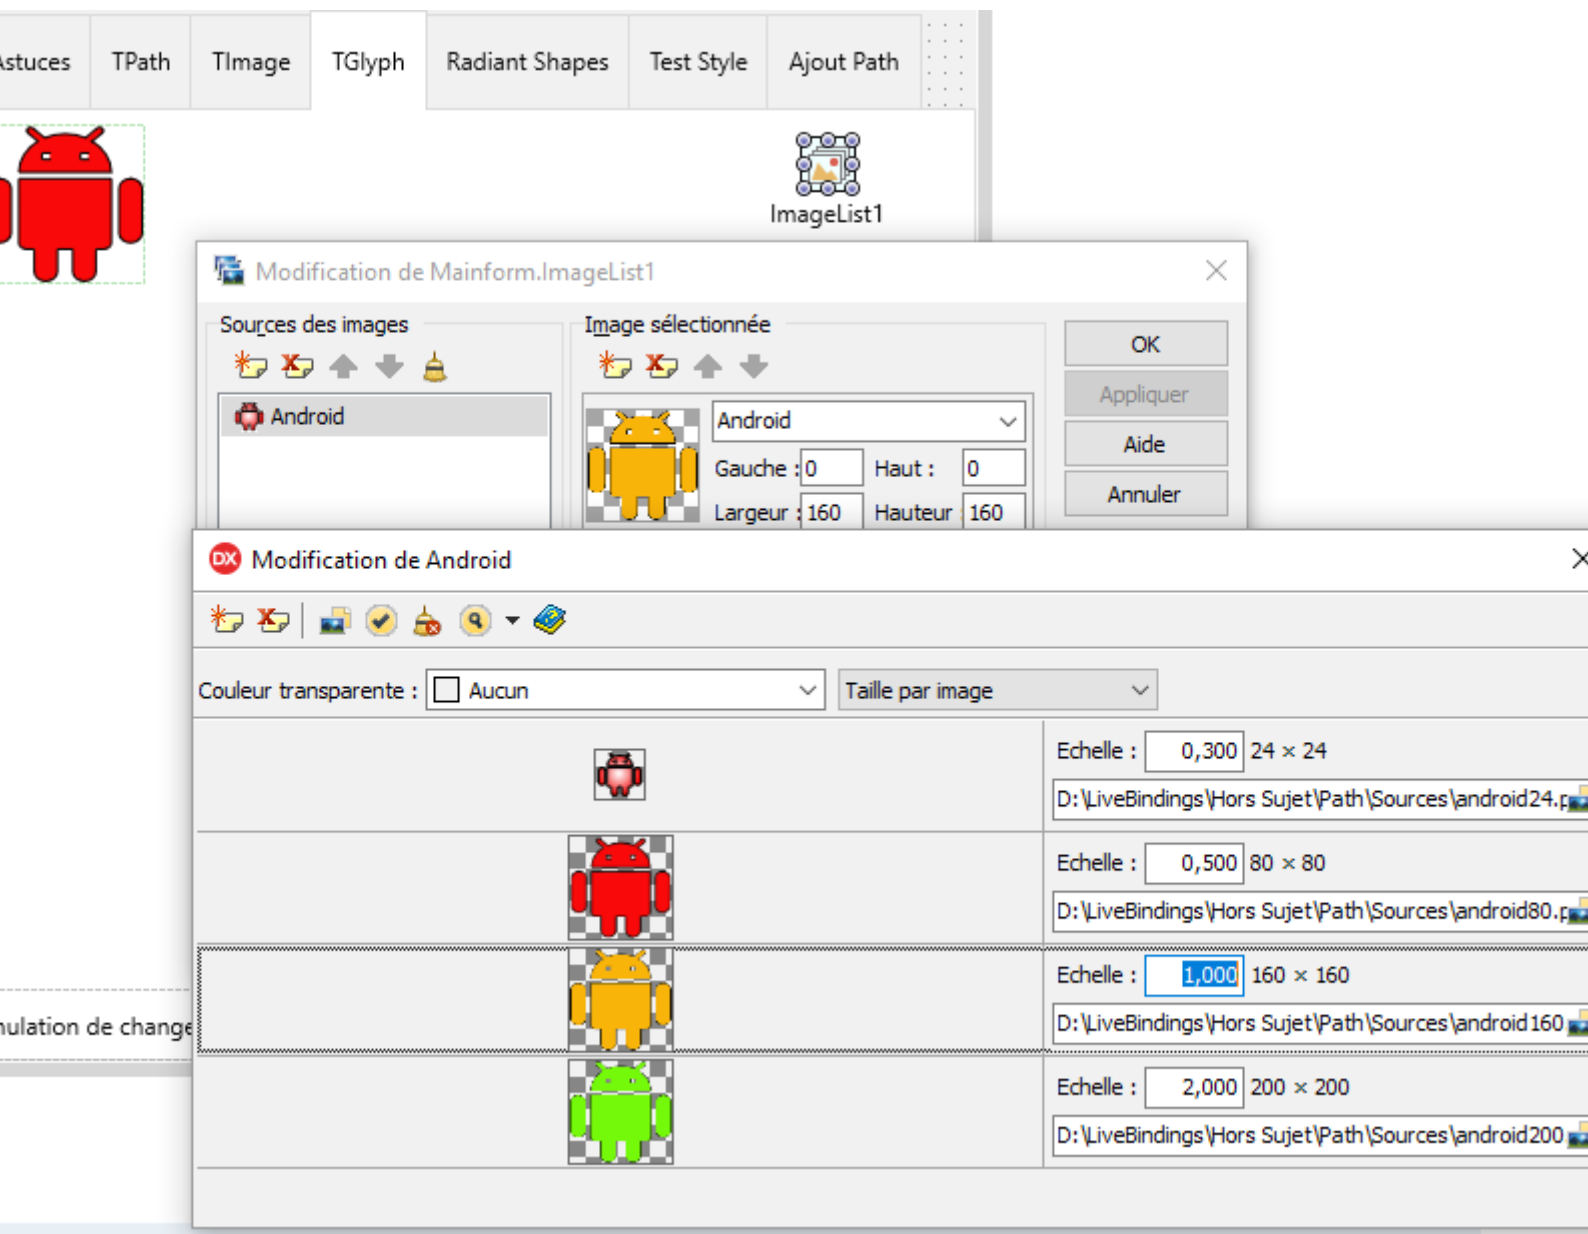 Astuces TPath TImage TGlyph Radiant Shapes Test Style Ajout Path
ImageList1
Modification de Mainform.ImageList1
Sources des images Image sélectionnée
OK
Appliquer
Aide
Annuler
Android
Android
Gauche : 0 Haut : 0
Largeur : 160 Hauteur : 160
DX Modification de Android
Couleur transparente : Aucun Taille par image
Echelle : 0,300 24 × 24
D:\LiveBindings\Hors Sujet\Path\Sources\android24.p
Echelle : 0,500 80 × 80
D:\LiveBindings\Hors Sujet\Path\Sources\android80.p
Echelle : 1,000 160 × 160
D:\LiveBindings\Hors Sujet\Path\Sources\android160
nulation de change
Echelle : 2,000 200 × 200
D:\LiveBindings\Hors Sujet\Path\Sources\android200